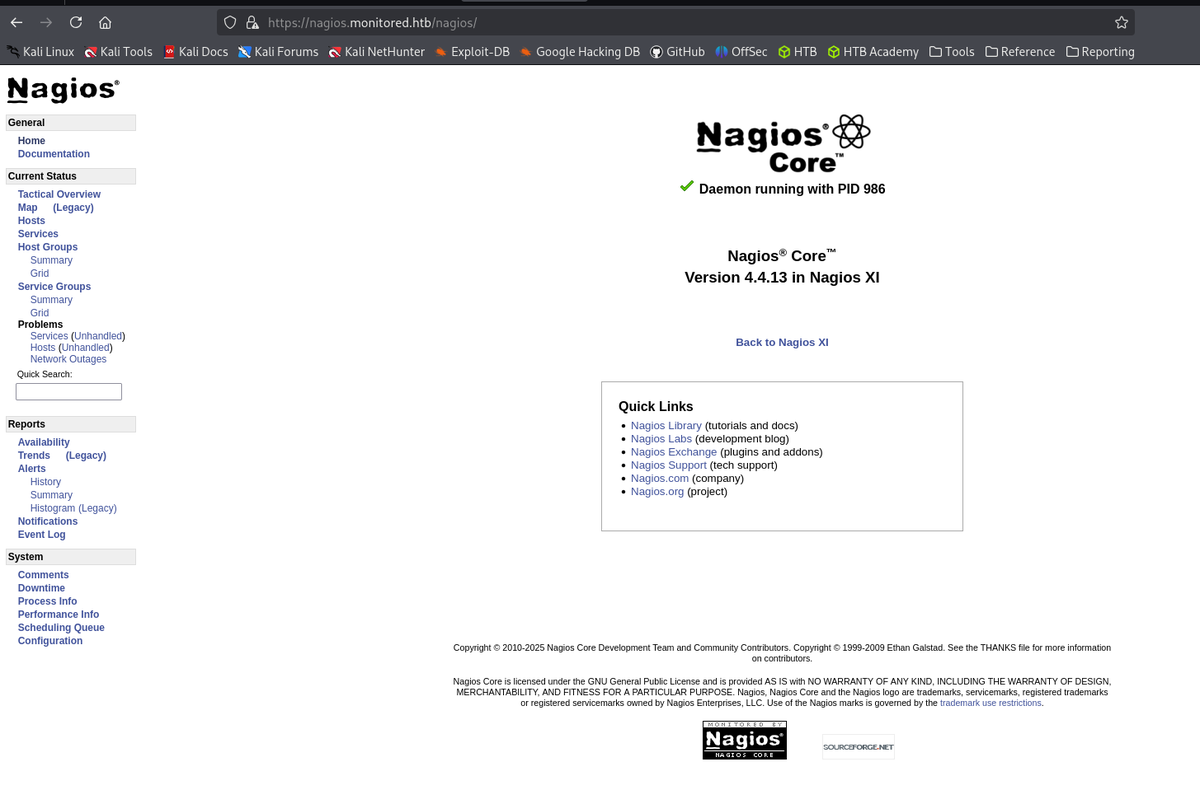 https://nagios.monitored.htb/nagios/
Kali Linux Kali Tools Kali Docs Kali Forums Kali NetHunter Exploit-DB Google Hacking DB GitHub OffSec HTB HTB Academy Tools Reference Reporting
Nagios®
General
Home
Documentation
Current Status
Tactical Overview
Map (Legacy)
Hosts
Services
Host Groups
Summary
Grid
Service Groups
Summary
Grid
Problems
Services (Unhandled)
Hosts (Unhandled)
Network Outages
Quick Search:
Reports
Availability
Trends (Legacy)
Alerts
History
Summary
Histogram (Legacy)
Notifications
Event Log
System
Comments
Downtime
Process Info
Performance Info
Scheduling Queue
Configuration
Nagios®
Core™
Daemon running with PID 986
Nagios® Core™
Version 4.4.13 in Nagios XI
Back to Nagios XI
Quick Links
Nagios Library (tutorials and docs)
Nagios Labs (development blog)
Nagios Exchange (plugins and addons)
Nagios Support (tech support)
Nagios.com (company)
Nagios.org (project)
Copyright © 2010-2025 Nagios Core Development Team and Community Contributors. Copyright © 1999-2009 Ethan Galstad. See the THANKS file for more information
on contributors.
Nagios Core is licensed under the GNU General Public License and is provided AS IS with NO WARRANTY OF ANY KIND, INCLUDING THE WARRANTY OF DESIGN,
MERCHANTABILITY, AND FITNESS FOR A PARTICULAR PURPOSE. Nagios, Nagios Core and the Nagios logo are trademarks, servicemarks, registered trademarks
or registered servicemarks owned by Nagios Enterprises, LLC. Use of the Nagios marks is governed by the trademark use restrictions.
MONITORED BY
Nagios®
NAGIOS CORE
SOURCEFORGE.NET